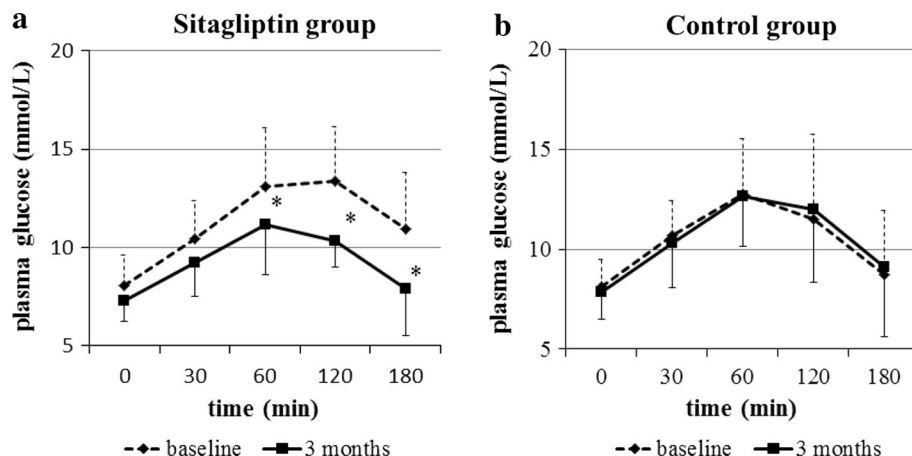 a Sitagliptin group
20
15
10
5
plasma glucose (mmol/L)
* * *
0 30 60 120 180
time (min)
baseline 3 months
b Control group
20
15
10
5
plasma glucose (mmol/L)
0 30 60 120 180
time (min)
baseline 3 months